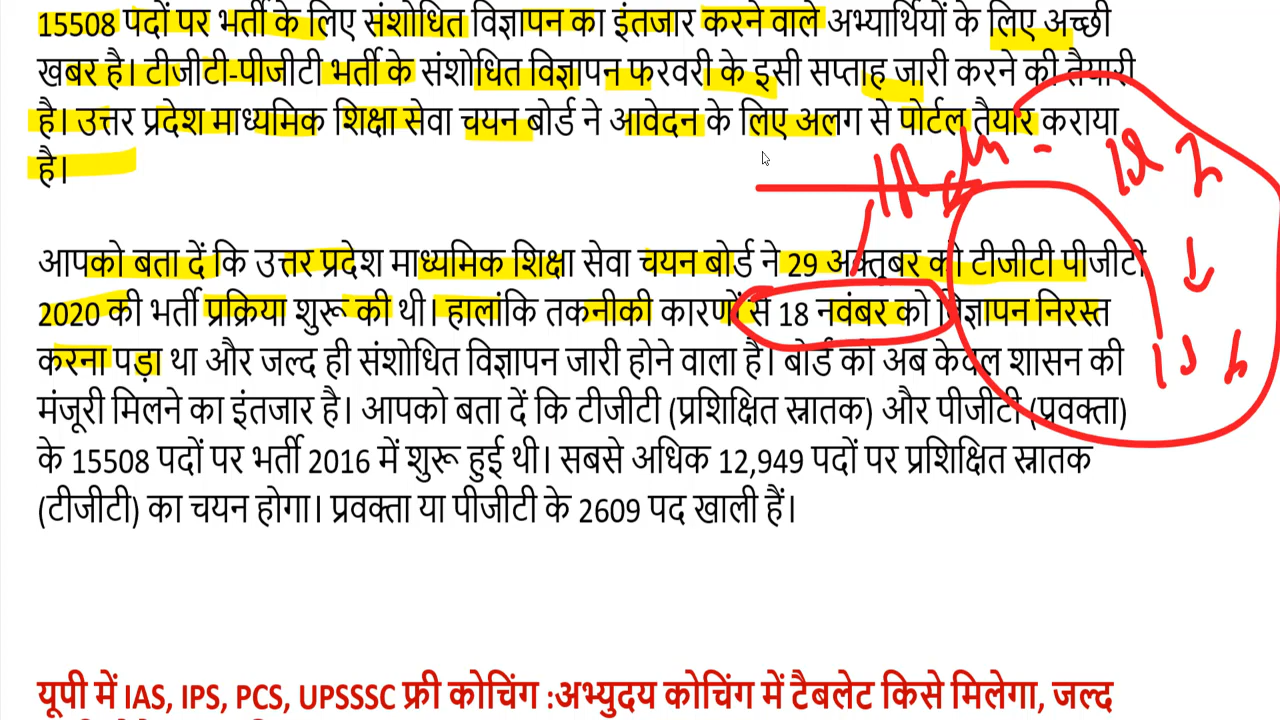 15508 पदों पर भर्ती के लिए संशोधित विज्ञापन का इंतजार करने वाले अभ्यार्थियों के लिए अच्छी
खबर है। टीजीटी-पीजीटी भर्ती के संशोधित विज्ञापन फरवरी के इसी सप्ताह जारी करने की तैयारी
है। उत्तर प्रदेश माध्यमिक शिक्षा सेवा चयन बोर्ड ने आवेदन के लिए अलग से पोर्टल तैयार कराया
है।
आपको बता दें कि उत्तर प्रदेश माध्यमिक शिक्षा सेवा चयन बोर्ड ने 29 अक्तूबर को टीजीटी पीजीटी
2020 की भर्ती प्रक्रिया शुरू की थी। हालांकि तकनीकी कारणों से 18 नवंबर को विज्ञापन निरस्त
करना पड़ा था और जल्द ही संशोधित विज्ञापन जारी होने वाला है। बोर्ड को अब केवल शासन की
मंजूरी मिलने का इंतजार है। आपको बता दें कि टीजीटी (प्रशिक्षित स्नातक) और पीजीटी (प्रवक्ता)
के 15508 पदों पर भर्ती 2016 में शुरू हुई थी। सबसे अधिक 12,949 पदों पर प्रशिक्षित स्नातक
(टीजीटी) का चयन होगा। प्रवक्ता या पीजीटी के 2609 पद खाली हैं।
यूपी में IAS, IPS, PCS, UPSSSC फ्री कोचिंग :अभ्युदय कोचिंग में टैबलेट किसे मिलेगा, जल्द